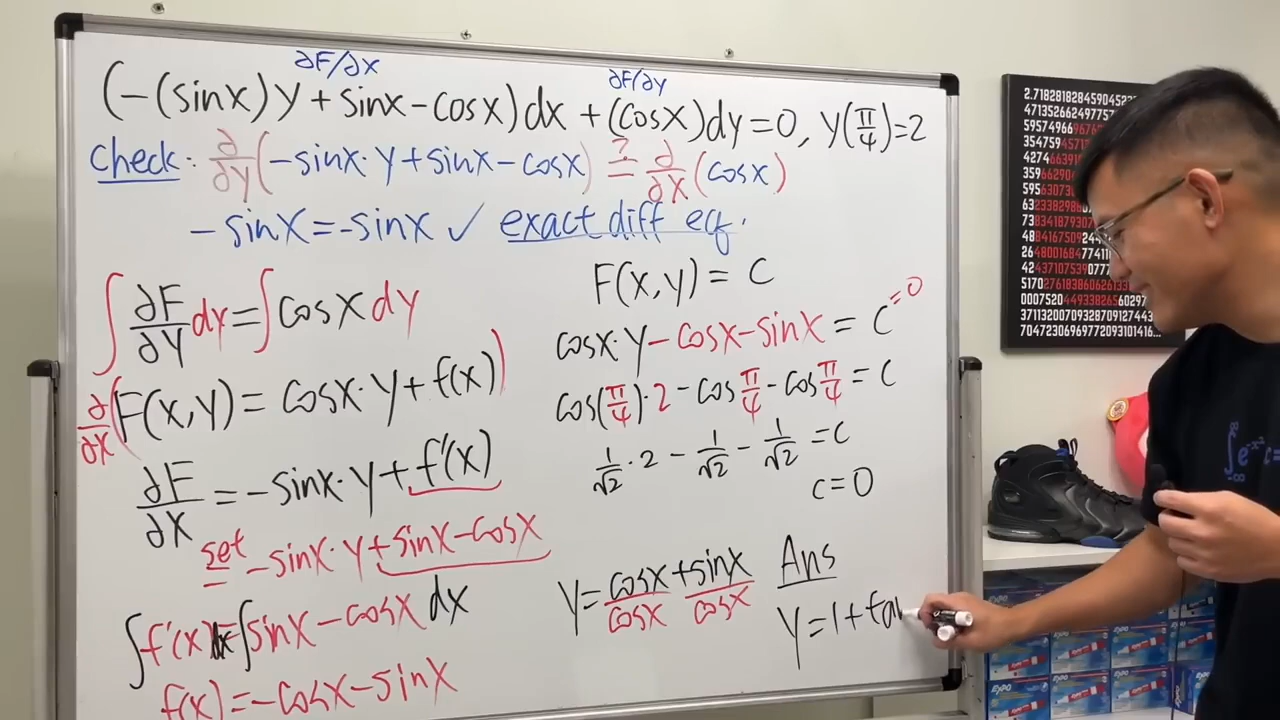 ∂F/∂x
∂F/∂y
(-(sinx)y+sinx-cosx)dx+(cosx)dy=0, y(π/4)=2
Check: ∂/∂y(-sinx·y+sinx-cosx) ?= ∂/∂x(cosx)
-sinx=-sinx ✓ exact diff eq.
∫ ∂F/∂y dy=∫cosx dy
∂/∂x(F(x,y)=cosx·y+f(x))
∂F/∂x=-sinx·y+f'(x)
set = -sinx·y+sinx-cosx
∫f'(x)dx=∫sinx-cosx dx
f(x)=-cosx-sinx
F(x,y)=C
cosx·y-cosx-sinx=C =0
cos(π/4)·2-cos π/4-cos π/4=C
1/√2·2-1/√2-1/√2=C
C=0
y=cosx/cosx+sinx/cosx
Ans
y=1+tan